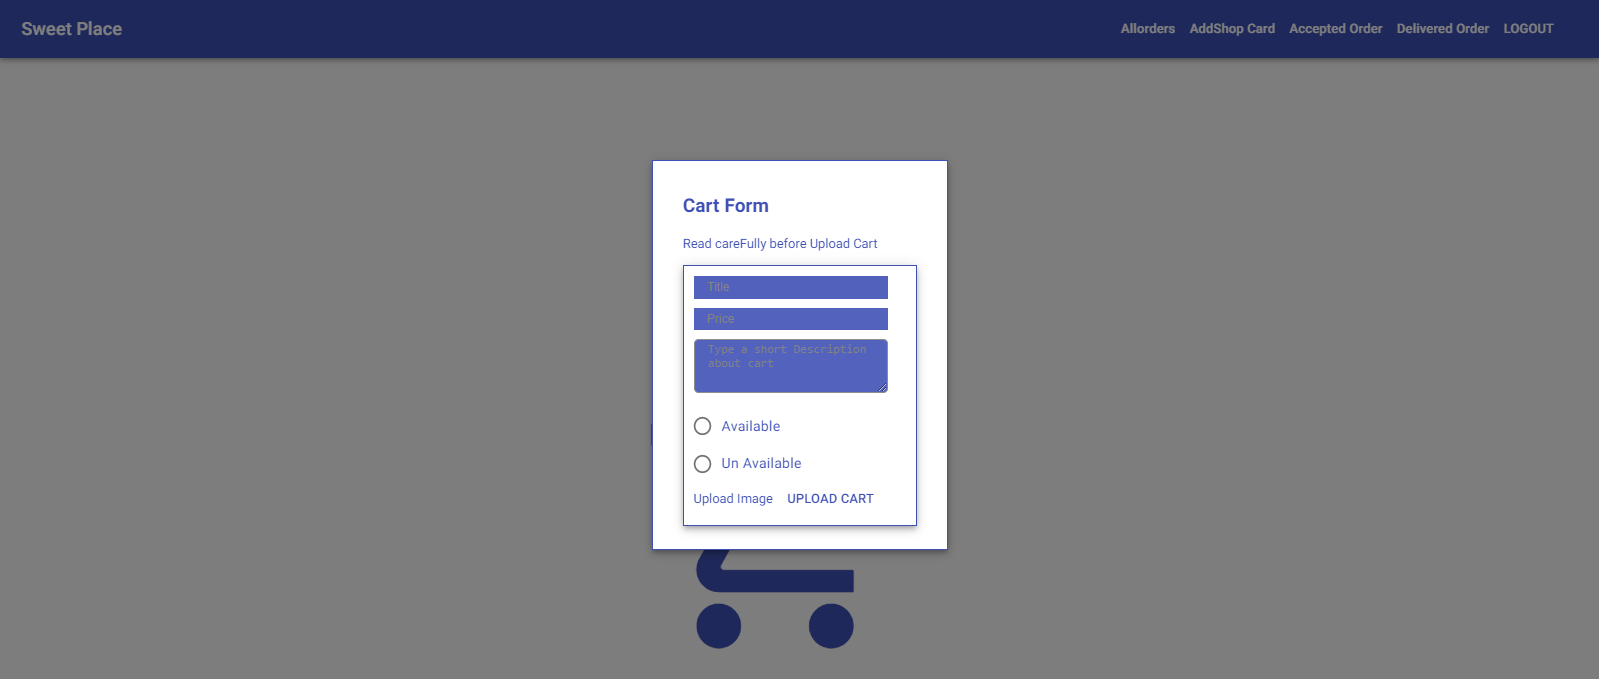 Sweet Place
Allorders AddShop Card Accepted Order Delivered Order LOGOUT
Cart Form
Read careFully before Upload Cart
Title
Price
Type a short Description
about cart
Available
Un Available
Upload Image UPLOAD CART